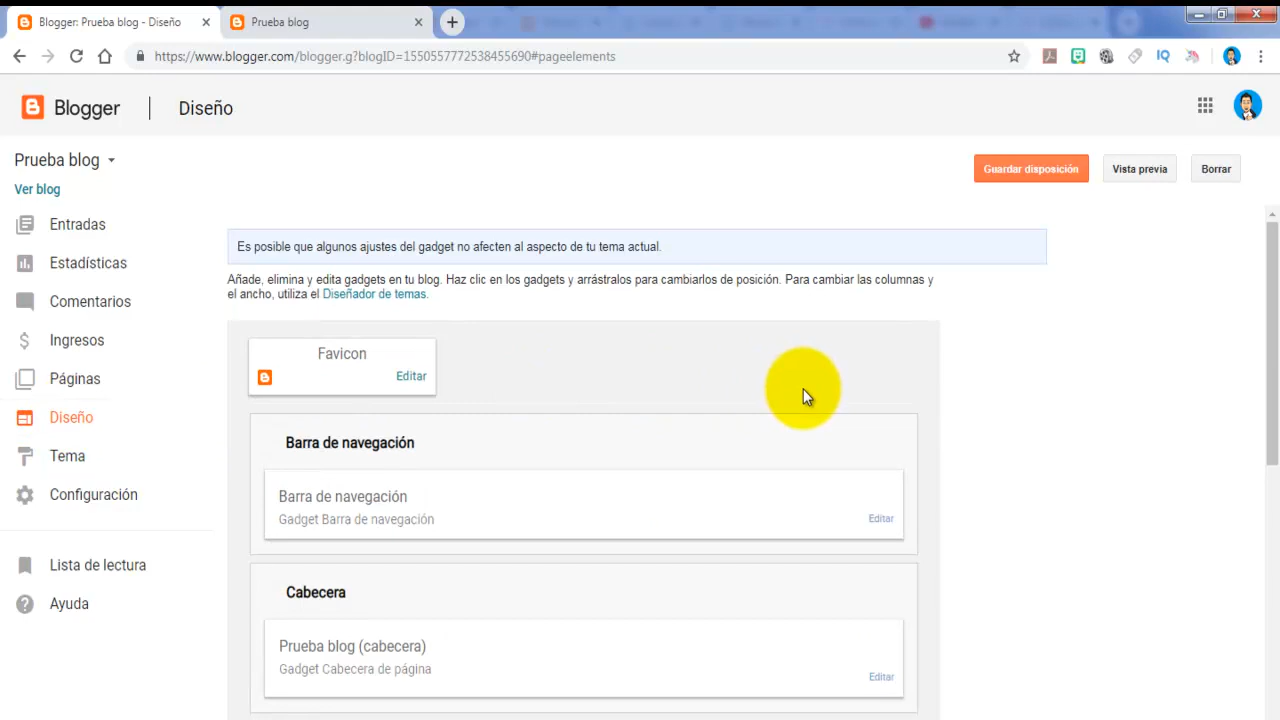 Blogger: Prueba blog - Diseño
Prueba blog
https://www.blogger.com/blogger.g?blogID=1550557772538455690#pageelements
IQ
Blogger
Diseño
Prueba blog
Ver blog
Guardar disposición
Vista previa
Borrar
Entradas
Estadísticas
Comentarios
Ingresos
Páginas
Diseño
Tema
Configuración
Lista de lectura
Ayuda
Es posible que algunos ajustes del gadget no afecten al aspecto de tu tema actual.
Añade, elimina y edita gadgets en tu blog. Haz clic en los gadgets y arrástralos para cambiarlos de posición. Para cambiar las columnas y
el ancho, utiliza el Diseñador de temas.
Favicon
Editar
Barra de navegación
Barra de navegación
Gadget Barra de navegación
Editar
Cabecera
Prueba blog (cabecera)
Gadget Cabecera de página
Editar